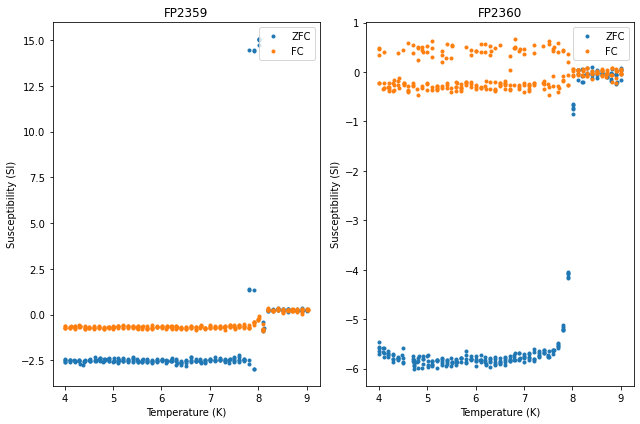 FP2359
ZFC
FC
Susceptibility (SI)
15.0
12.5
10.0
7.5
5.0
2.5
0.0
−2.5
4
5
6
7
8
9
Temperature (K)
FP2360
ZFC
FC
Susceptibility (SI)
1
0
−1
−2
−3
−4
−5
−6
4
5
6
7
8
9
Temperature (K)